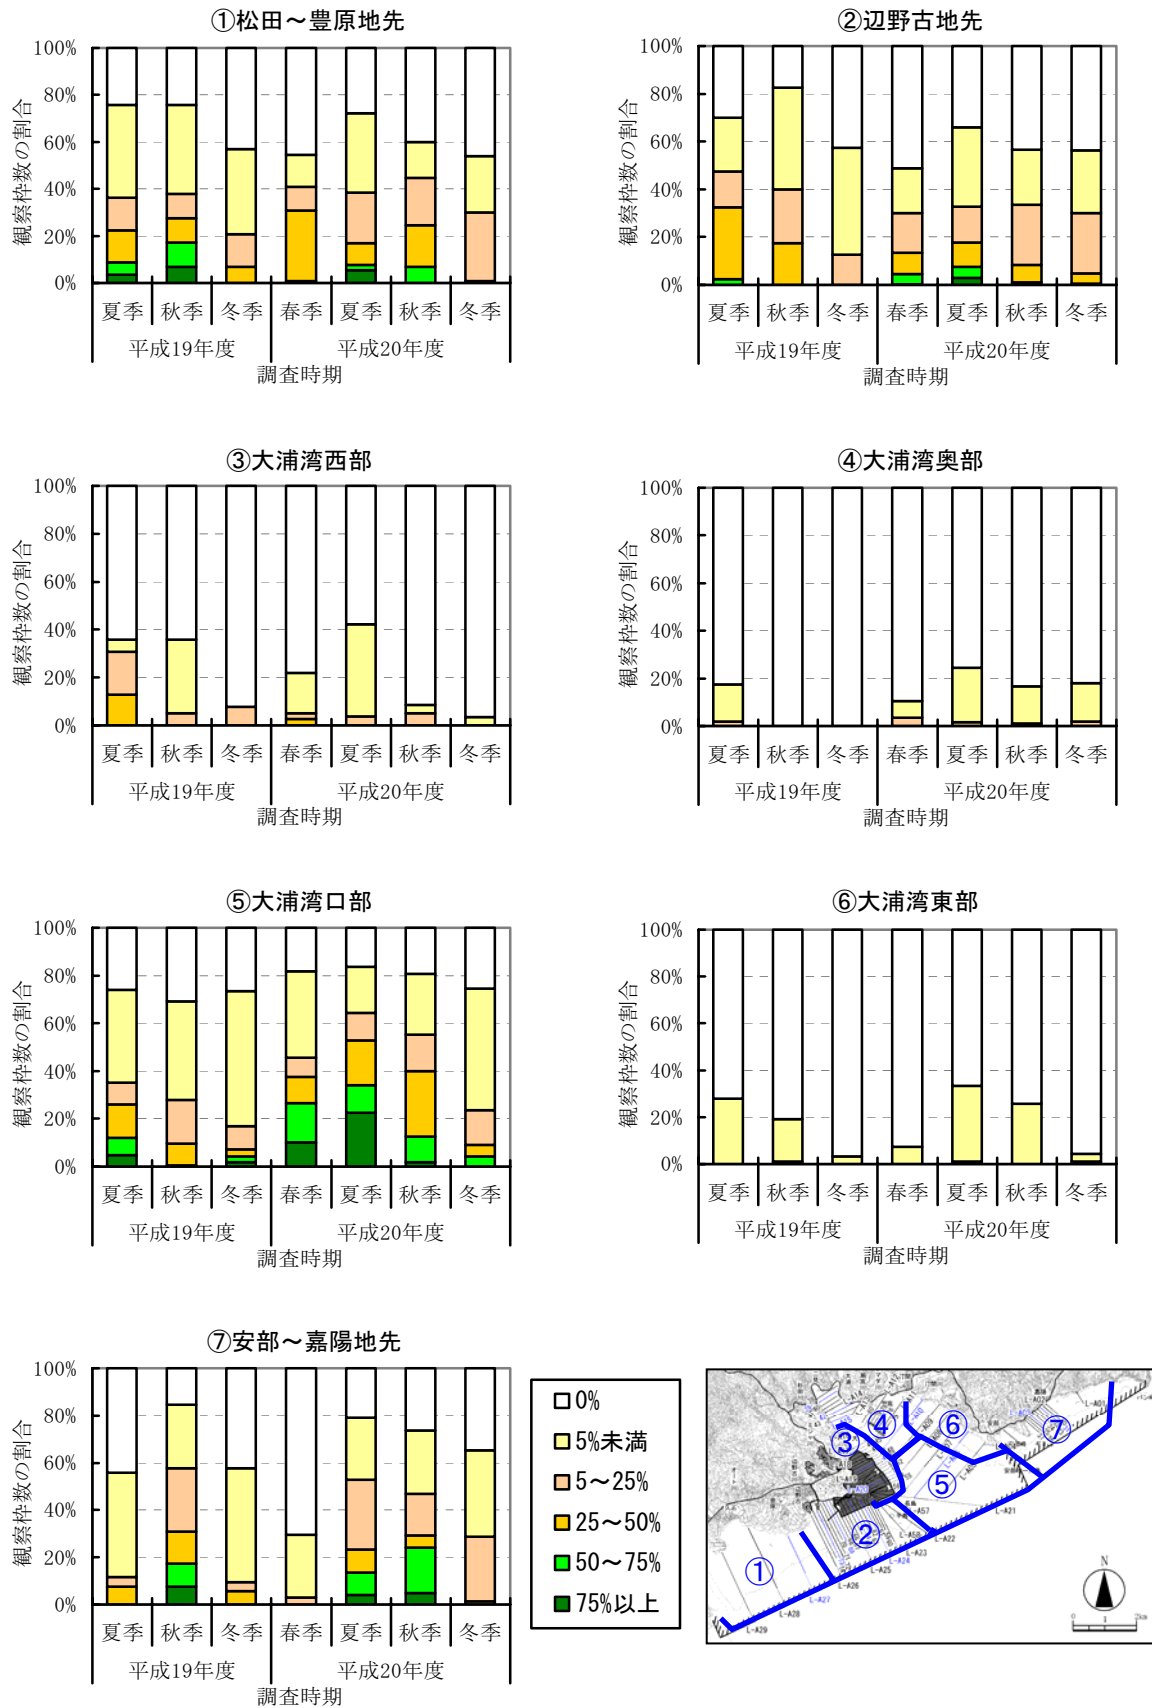 ①松田～豊原地先
100%
80%
60%
40%
20%
0%
観察枠数の割合
夏季 秋季 冬季 春季 夏季 秋季 冬季
平成19年度 平成20年度
調査時期
②辺野古地先
100%
80%
60%
40%
20%
0%
観察枠数の割合
夏季 秋季 冬季 春季 夏季 秋季 冬季
平成19年度 平成20年度
調査時期
③大浦湾西部
100%
80%
60%
40%
20%
0%
観察枠数の割合
夏季 秋季 冬季 春季 夏季 秋季 冬季
平成19年度 平成20年度
調査時期
④大浦湾奥部
100%
80%
60%
40%
20%
0%
観察枠数の割合
夏季 秋季 冬季 春季 夏季 秋季 冬季
平成19年度 平成20年度
調査時期
⑤大浦湾口部
100%
80%
60%
40%
20%
0%
観察枠数の割合
夏季 秋季 冬季 春季 夏季 秋季 冬季
平成19年度 平成20年度
調査時期
⑥大浦湾東部
100%
80%
60%
40%
20%
0%
観察枠数の割合
夏季 秋季 冬季 春季 夏季 秋季 冬季
平成19年度 平成20年度
調査時期
⑦安部～嘉陽地先
100%
80%
60%
40%
20%
0%
観察枠数の割合
夏季 秋季 冬季 春季 夏季 秋季 冬季
平成19年度 平成20年度
調査時期
0%
5%未満
5～25%
25～50%
50～75%
75%以上
①
②
③
④
⑤
⑥
⑦
L-A01
L-A21
L-A22
L-A23
L-A24
L-A25
L-A26
L-A27
L-A28
L-A29
L-A57
L-A58
N
0 1 2km